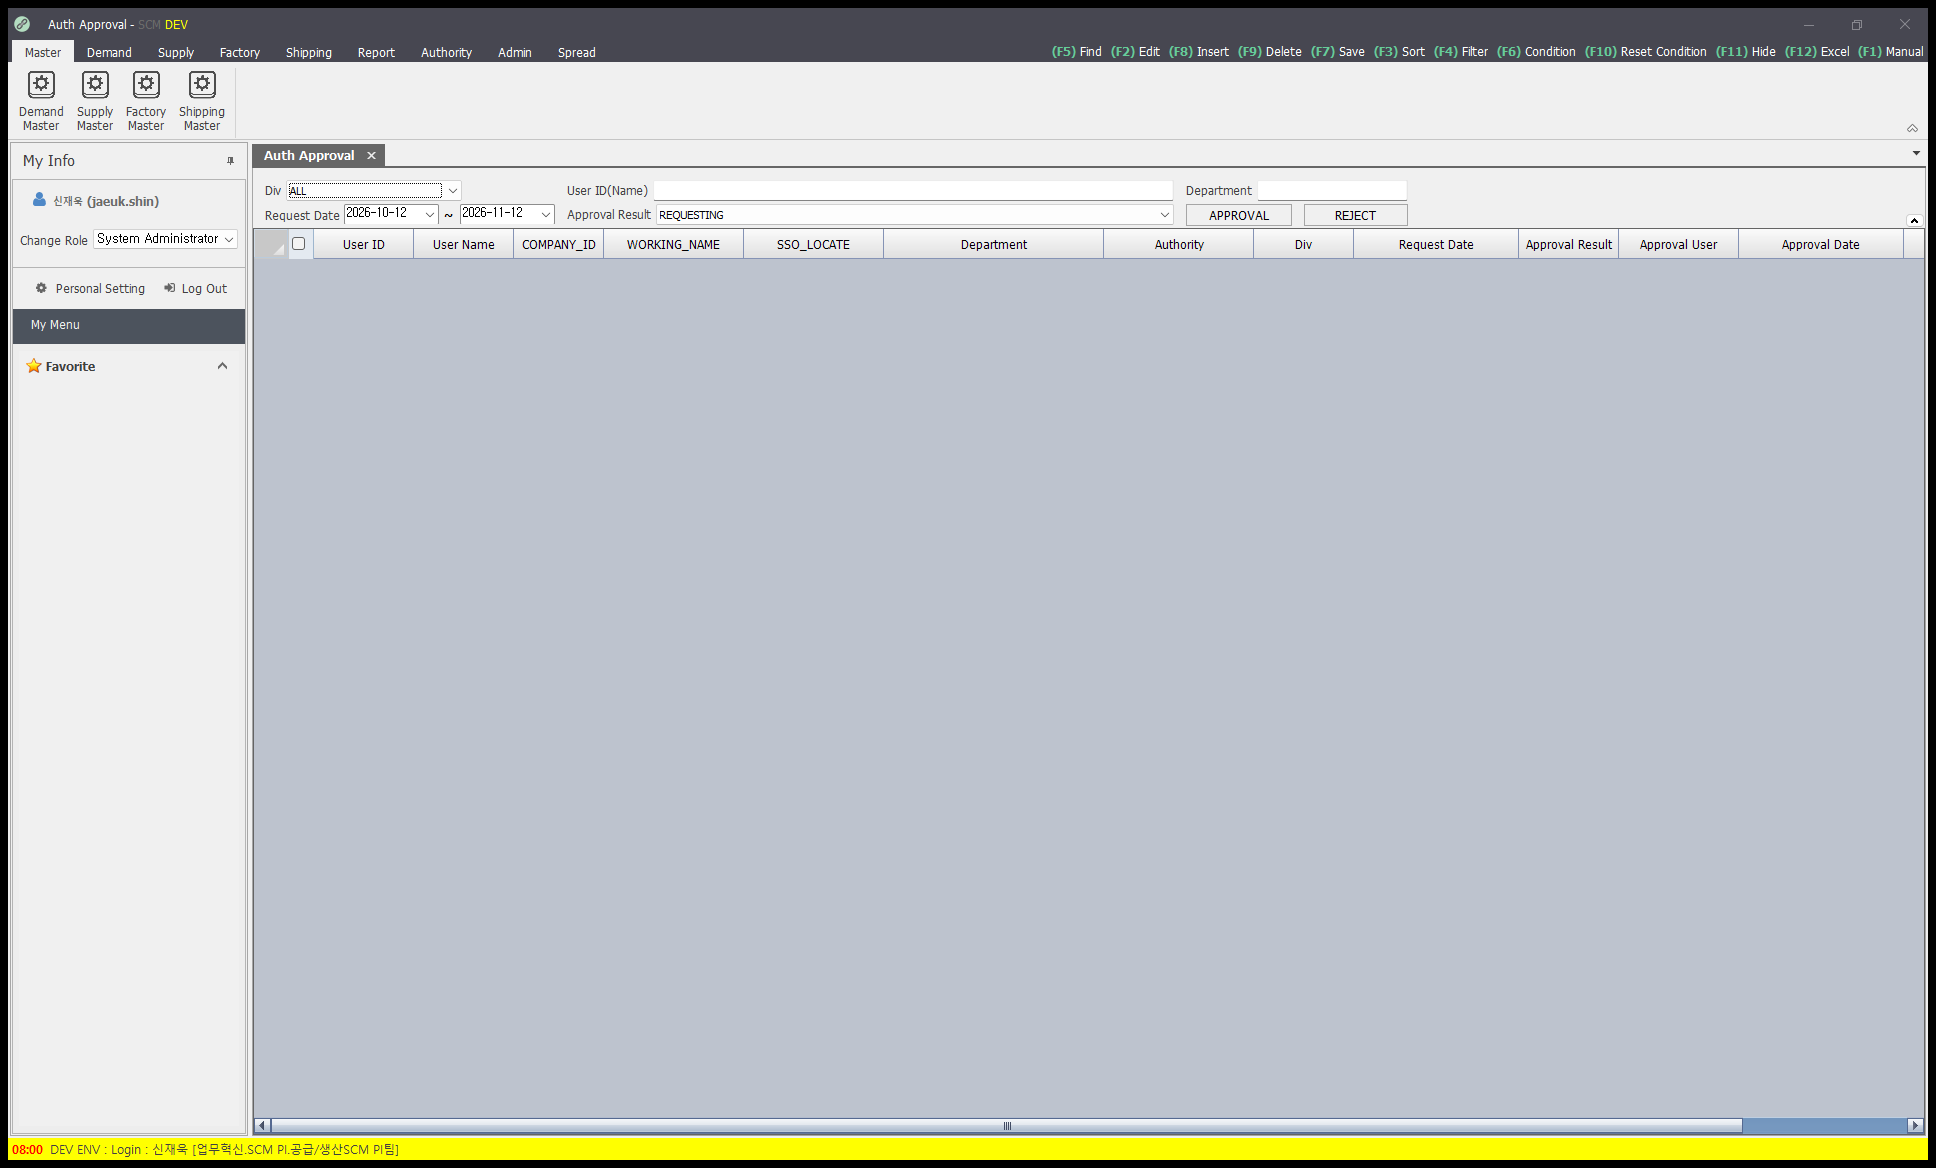 Auth Approval - SCM DEV
Master Demand Supply Factory Shipping Report Authority Admin Spread (F5) Find (F2) Edit (F8) Insert (F9) Delete (F7) Save (F3) Sort (F4) Filter (F6) Condition (F10) Reset Condition (F11) Hide (F12) Excel (F1) Manual
Demand Master
Supply Master
Factory Master
Shipping Master
My Info
신재욱 (jaeuk.shin)
Change Role System Administrator
Personal Setting Log Out
My Menu
Favorite
Auth Approval
Div ALL User ID(Name) Department
Request Date 2026-10-12 ~ 2026-11-12 Approval Result REQUESTING APPROVAL REJECT
User ID User Name COMPANY_ID WORKING_NAME SSO_LOCATE Department Authority Div Request Date Approval Result Approval User Approval Date
08:00 DEV ENV : Login : 신재욱 [업무혁신.SCM PI.공급/생산SCM PI팀]